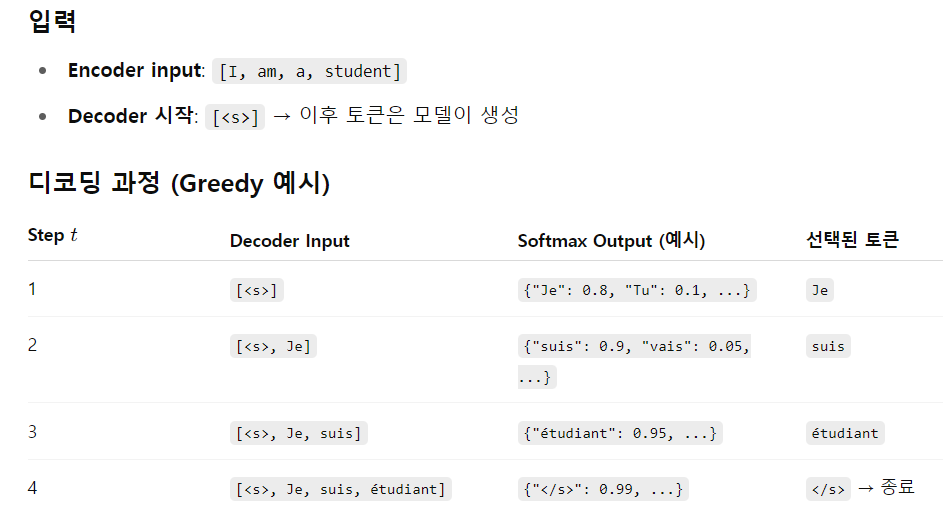 입력
• Encoder input: [I, am, a, student]
• Decoder 시작: [<s>] → 이후 토큰은 모델이 생성
디코딩 과정 (Greedy 예시)
Step t Decoder Input Softmax Output (예시) 선택된 토큰
1 [<s>] {"Je": 0.8, "Tu": 0.1, ...} Je
2 [<s>, Je] {"suis": 0.9, "vais": 0.05, suis
...}
3 [<s>, Je, suis] {"étudiant": 0.95, ...} étudiant
4 [<s>, Je, suis, étudiant] {"</s>": 0.99, ...} </s> → 종료